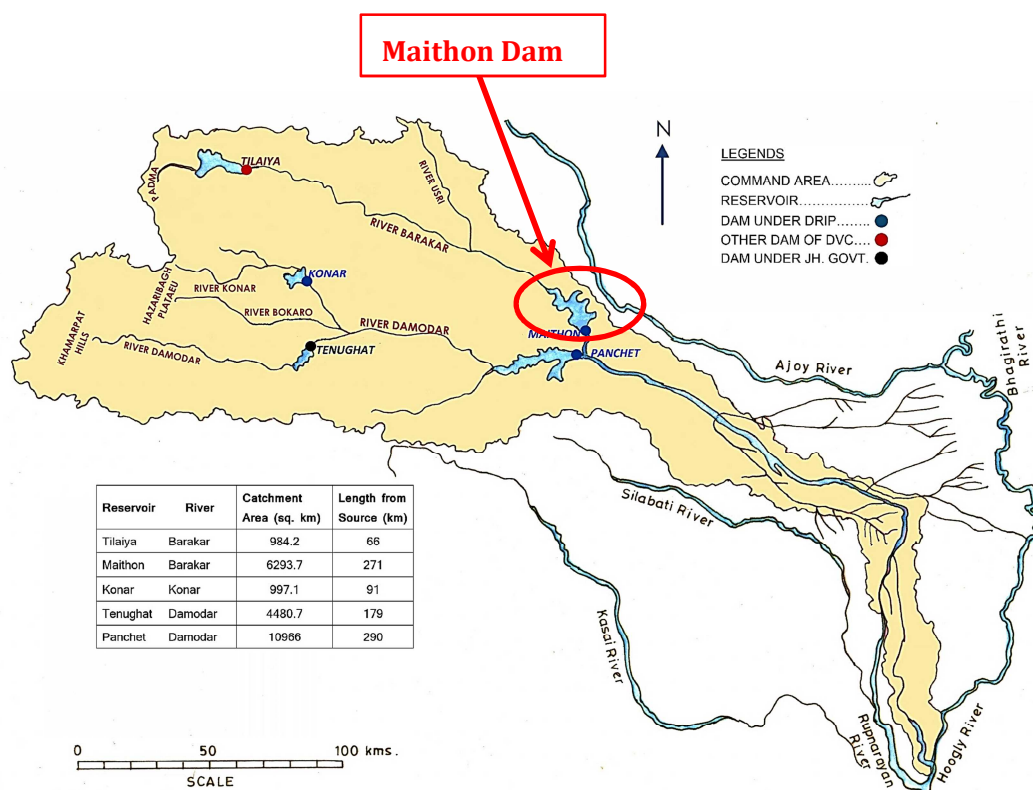 Maithon Dam
N
LEGENDS
COMMAND AREA..........
RESERVOIR................
DAM UNDER DRIP........
OTHER DAM OF DVC....
DAM UNDER JH. GOVT.
TILAIYA
PADMA
RIVER USRI
RIVER BARAKAR
KONAR
HAZARIBAGH
PLATAEU
RIVER KONAR
RIVER BOKARO
KHAMARPAT
HILLS
RIVER DAMODAR
TENUGHAT
RIVER DAMODAR
MAITHON
PANCHET
Ajoy River
Bhagirathi
River
Silabati River
Kasai River
Rupnarayan
River
Hoogly River
Reservoir River Catchment Area (sq. km) Length from Source (km)
Tilaiya Barakar 984.2 66
Maithon Barakar 6293.7 271
Konar Konar 997.1 91
Tenughat Damodar 4480.7 179
Panchet Damodar 10966 290
0 50 100 kms.
SCALE